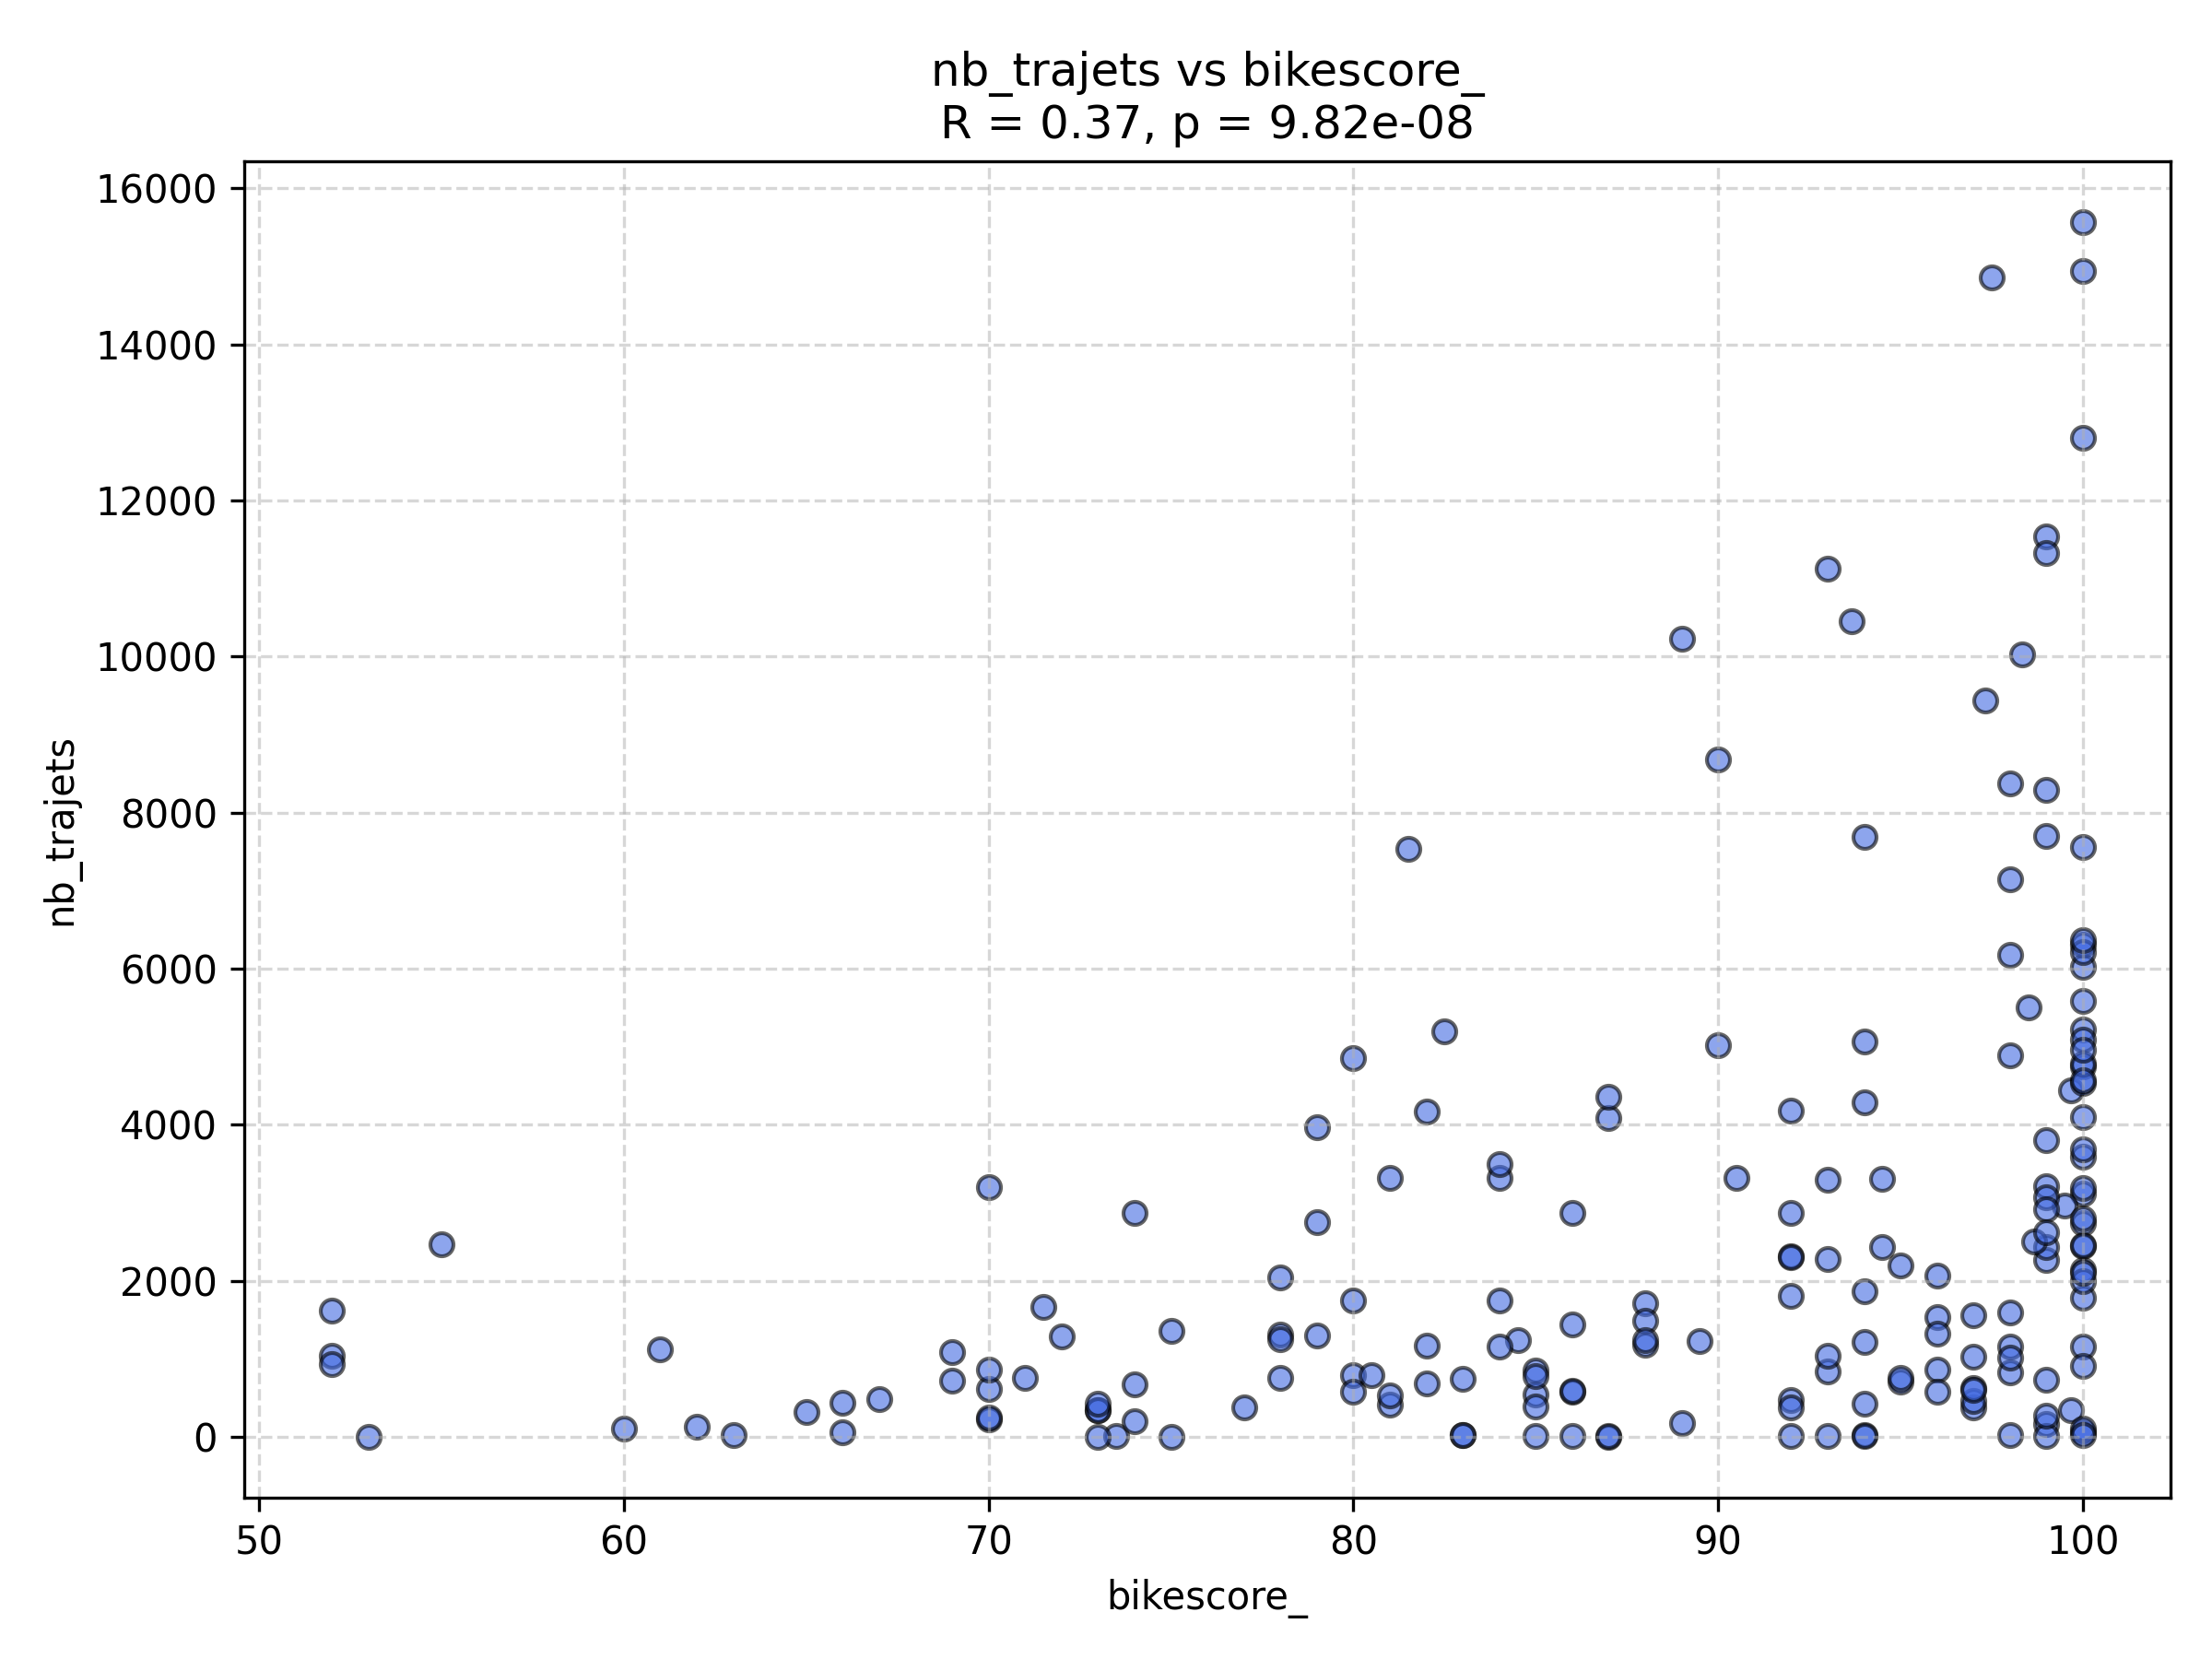 nb_trajets vs bikescore_
R = 0.37, p = 9.82e-08
16000
14000
12000
10000
8000
6000
4000
2000
0
nb_trajets
50 60 70 80 90 100
bikescore_